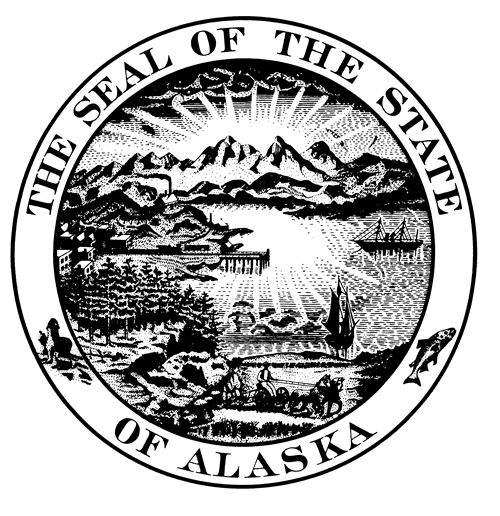 THE SEAL OF THE STATE
OF ALASKA